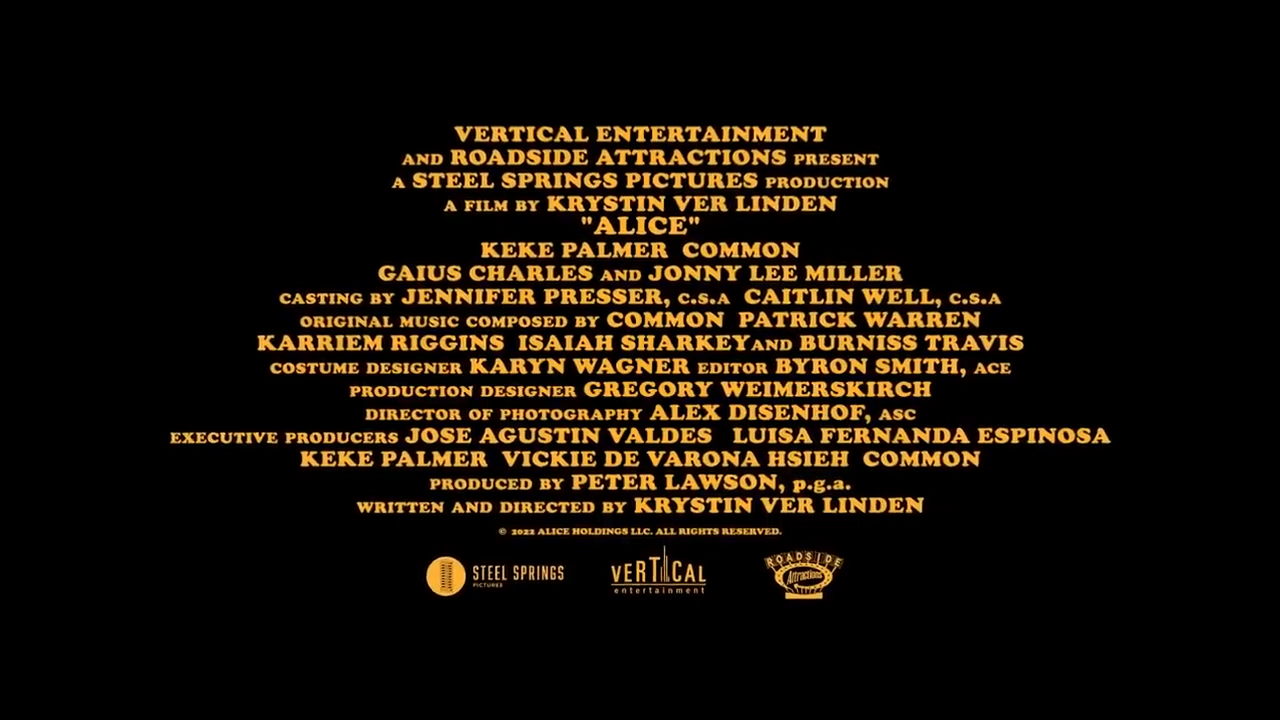 VERTICAL ENTERTAINMENT
AND ROADSIDE ATTRACTIONS PRESENT
A STEEL SPRINGS PICTURES PRODUCTION
A FILM BY KRYSTIN VER LINDEN
"ALICE"
KEKE PALMER COMMON
GAIUS CHARLES AND JONNY LEE MILLER
CASTING BY JENNIFER PRESSER, C.S.A CAITLIN WELL, C.S.A
ORIGINAL MUSIC COMPOSED BY COMMON PATRICK WARREN
KARRIEM RIGGINS ISAIAH SHARKEY AND BURNISS TRAVIS
COSTUME DESIGNER KARYN WAGNER EDITOR BYRON SMITH, ACE
PRODUCTION DESIGNER GREGORY WEIMERSKIRCH
DIRECTOR OF PHOTOGRAPHY ALEX DISENHOF, ASC
EXECUTIVE PRODUCERS JOSE AGUSTIN VALDES LUISA FERNANDA ESPINOSA
KEKE PALMER VICKIE DE VARONA HSIEH COMMON
PRODUCED BY PETER LAWSON, p.g.a.
WRITTEN AND DIRECTED BY KRYSTIN VER LINDEN
© 2022 ALICE HOLDINGS LLC. ALL RIGHTS RESERVED.
STEEL SPRINGS
PICTURES
VERTICAL
entertainment
ROADSIDE
Attractions